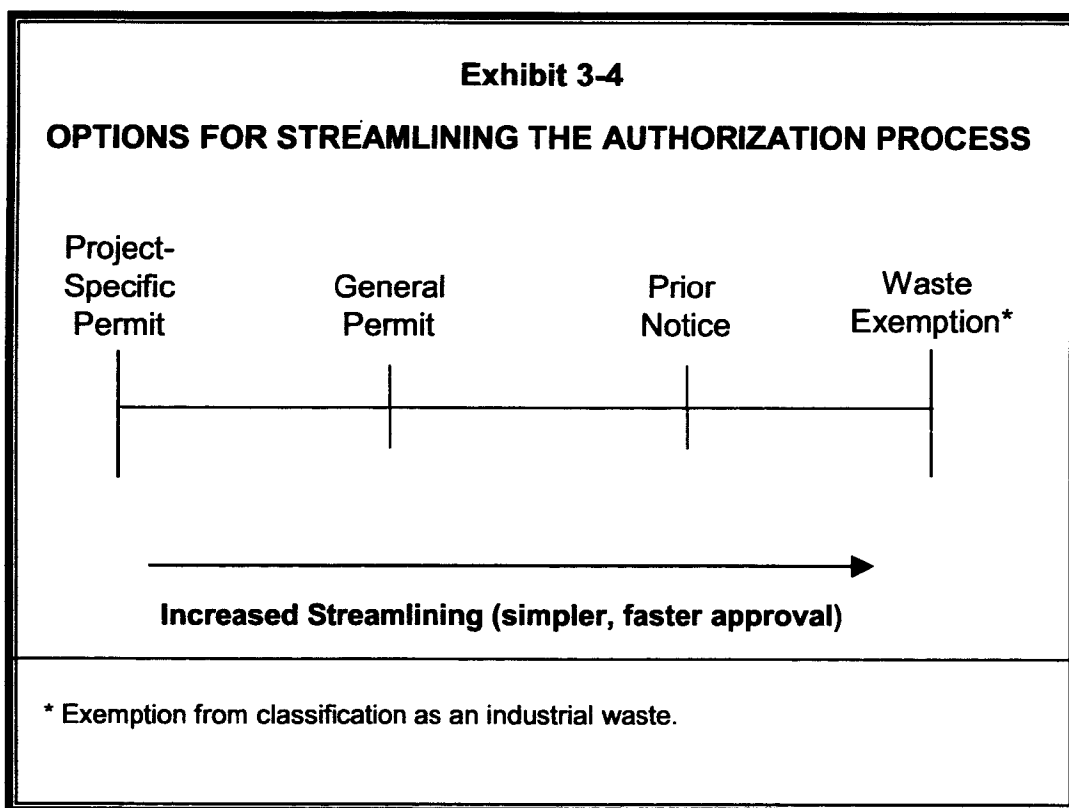 Exhibit 3-4
OPTIONS FOR STREAMLINING THE AUTHORIZATION PROCESS
Project-
Specific
Permit
General
Permit
Prior
Notice
Waste
Exemption*
Increased Streamlining (simpler, faster approval)
* Exemption from classification as an industrial waste.